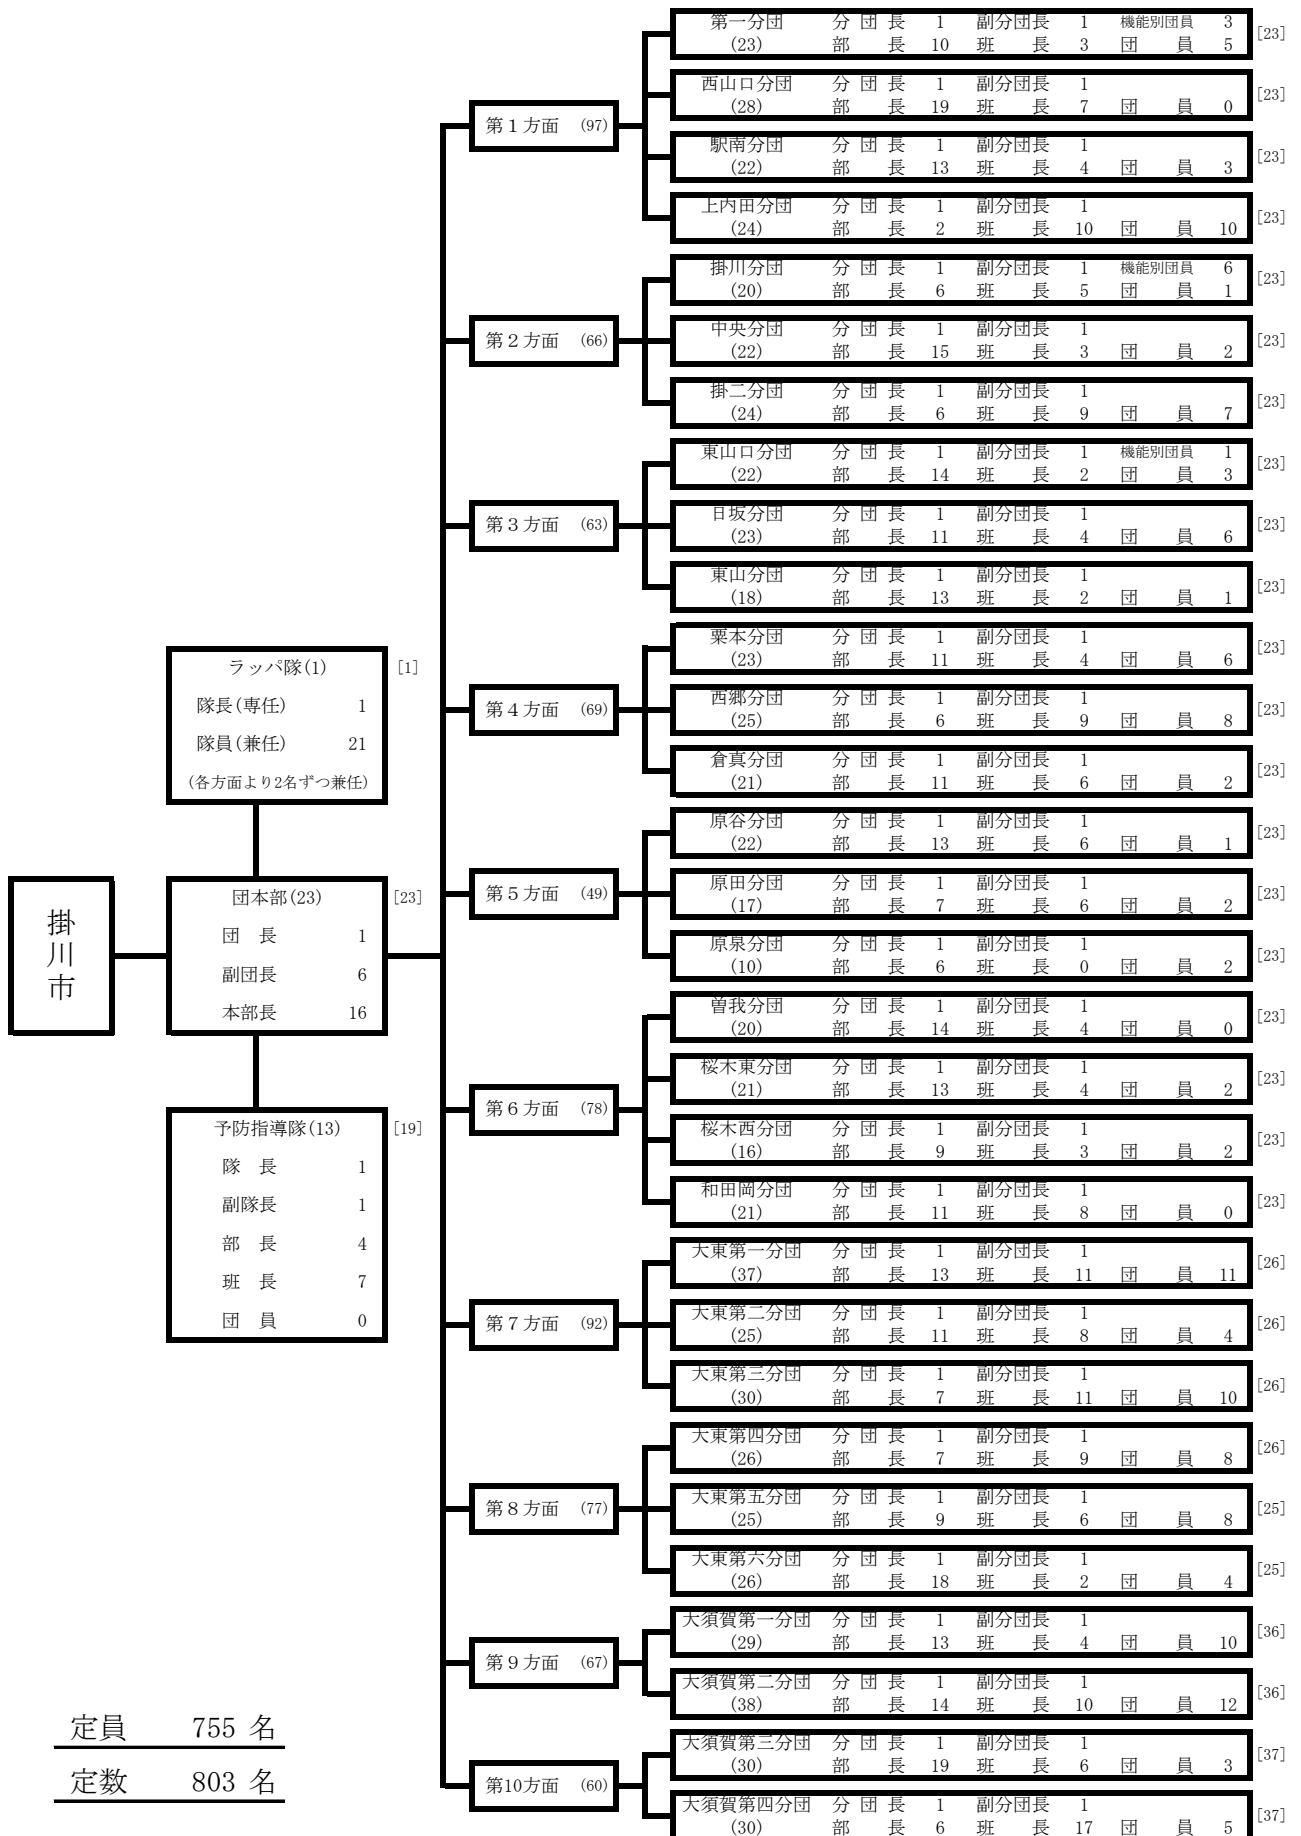 第一分団 分団長 1 副分団長 1 機能別団員 3
(23) 部長 10 班長 3 団員 5
[23]
西山口分団 分団長 1 副分団長 1
(28) 部長 19 班長 7 団員 0
[23]
第１方面 (97)
駅南分団 分団長 1 副分団長 1
(22) 部長 13 班長 4 団員 3
[23]
上内田分団 分団長 1 副分団長 1
(24) 部長 2 班長 10 団員 10
[23]
掛川分団 分団長 1 副分団長 1 機能別団員 6
(20) 部長 6 班長 5 団員 1
[23]
第２方面 (66)
中央分団 分団長 1 副分団長 1
(22) 部長 15 班長 3 団員 2
[23]
掛二分団 分団長 1 副分団長 1
(24) 部長 6 班長 9 団員 7
[23]
東山口分団 分団長 1 副分団長 1 機能別団員 1
(22) 部長 14 班長 2 団員 3
[23]
第３方面 (63)
日坂分団 分団長 1 副分団長 1
(23) 部長 11 班長 4 団員 6
[23]
東山分団 分団長 1 副分団長 1
(18) 部長 13 班長 2 団員 1
[23]
粟本分団 分団長 1 副分団長 1
(23) 部長 11 班長 4 団員 6
[23]
第４方面 (69)
西郷分団 分団長 1 副分団長 1
(25) 部長 6 班長 9 団員 8
[23]
倉真分団 分団長 1 副分団長 1
(21) 部長 11 班長 6 団員 2
[23]
原谷分団 分団長 1 副分団長 1
(22) 部長 13 班長 6 団員 1
[23]
第５方面 (49)
原田分団 分団長 1 副分団長 1
(17) 部長 7 班長 6 団員 2
[23]
原泉分団 分団長 1 副分団長 1
(10) 部長 6 班長 0 団員 2
[23]
曽我分団 分団長 1 副分団長 1
(20) 部長 14 班長 4 団員 0
[23]
桜木東分団 分団長 1 副分団長 1
(21) 部長 13 班長 4 団員 2
[23]
第６方面 (78)
桜木西分団 分団長 1 副分団長 1
(16) 部長 9 班長 3 団員 2
[23]
和田岡分団 分団長 1 副分団長 1
(21) 部長 11 班長 8 団員 0
[23]
大東第一分団 分団長 1 副分団長 1
(37) 部長 13 班長 11 団員 11
[26]
第７方面 (92)
大東第二分団 分団長 1 副分団長 1
(25) 部長 11 班長 8 団員 4
[26]
大東第三分団 分団長 1 副分団長 1
(30) 部長 7 班長 11 団員 10
[26]
大東第四分団 分団長 1 副分団長 1
(26) 部長 7 班長 9 団員 8
[26]
第８方面 (77)
大東第五分団 分団長 1 副分団長 1
(25) 部長 9 班長 6 団員 8
[25]
大東第六分団 分団長 1 副分団長 1
(26) 部長 18 班長 2 団員 4
[25]
大須賀第一分団 分団長 1 副分団長 1
(29) 部長 13 班長 4 団員 10
[36]
第９方面 (67)
大須賀第二分団 分団長 1 副分団長 1
(38) 部長 14 班長 10 団員 12
[36]
大須賀第三分団 分団長 1 副分団長 1
(30) 部長 19 班長 6 団員 3
[37]
第10方面 (60)
大須賀第四分団 分団長 1 副分団長 1
(30) 部長 6 班長 17 団員 5
[37]
ラッパ隊(1) [1]
隊長(専任) 1
隊員(兼任) 21
(各方面より2名ずつ兼任)
掛川市
団本部(23) [23]
団長 1
副団長 6
本部長 16
予防指導隊(13) [19]
隊長 1
副隊長 1
部長 4
班長 7
団員 0
定員 755 名
定数 803 名